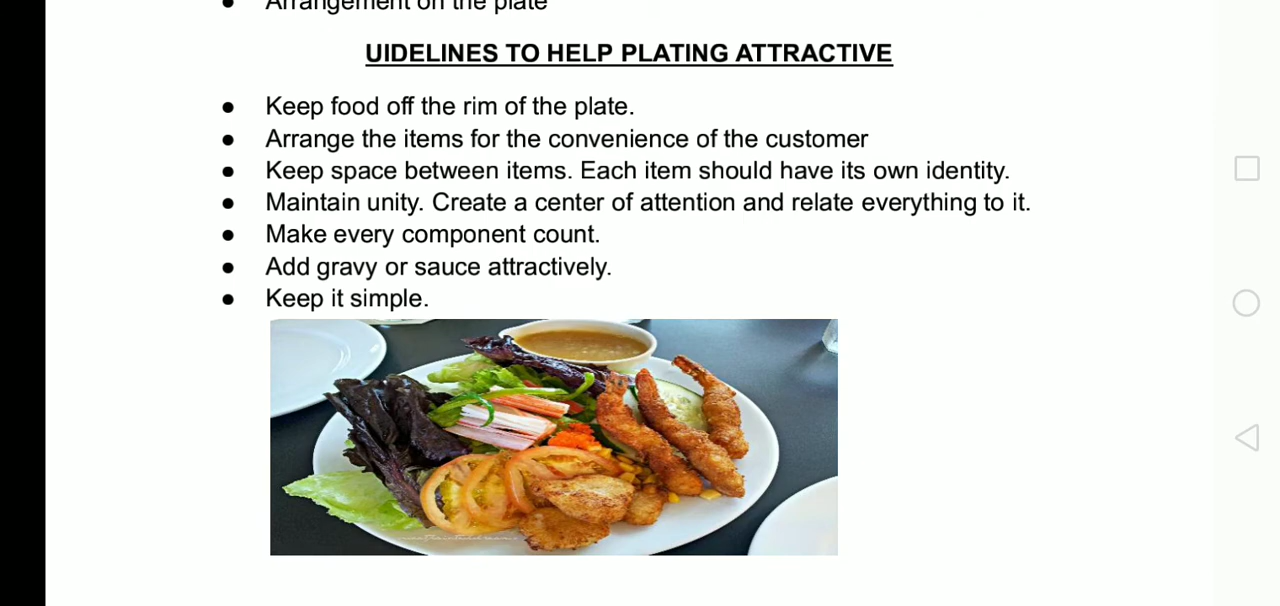 Arrangement on the plate
UIDELINES TO HELP PLATING ATTRACTIVE
● Keep food off the rim of the plate.
● Arrange the items for the convenience of the customer
● Keep space between items. Each item should have its own identity.
● Maintain unity. Create a center of attention and relate everything to it.
● Make every component count.
● Add gravy or sauce attractively.
● Keep it simple.